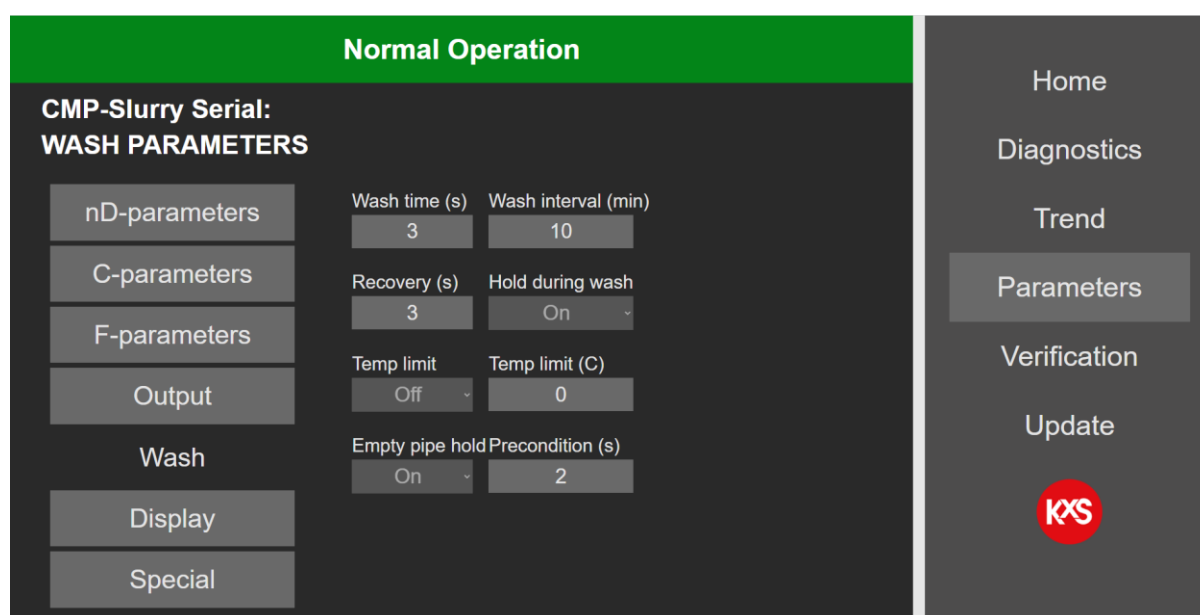 Normal Operation
CMP-Slurry Serial:
WASH PARAMETERS
nD-parameters
C-parameters
F-parameters
Output
Wash
Display
Special
Wash time (s) Wash interval (min)
3 10
Recovery (s) Hold during wash
3 On
Temp limit Temp limit (C)
Off 0
Empty pipe hold Precondition (s)
On 2
Home
Diagnostics
Trend
Parameters
Verification
Update
KXS